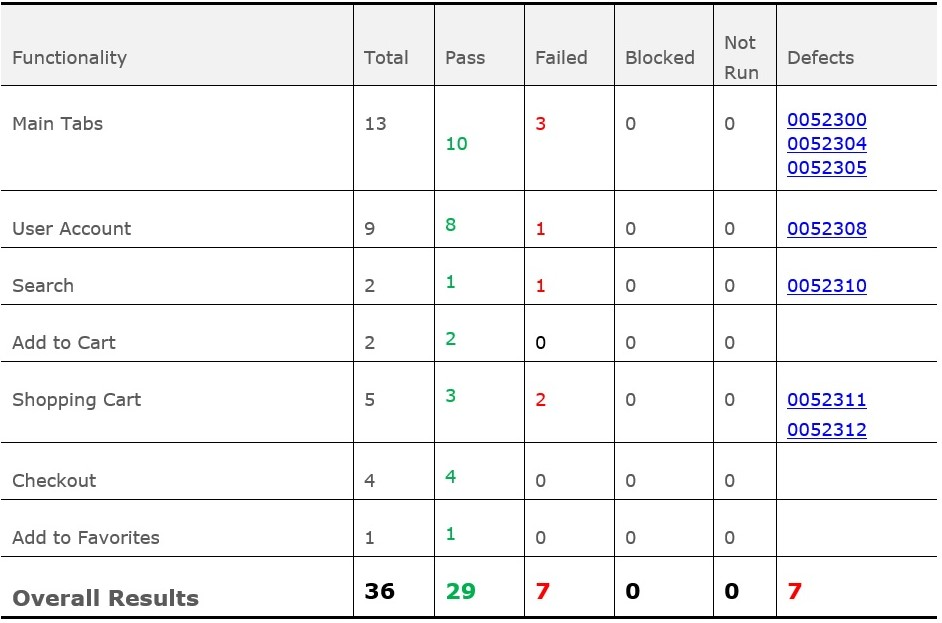 Functionality Total Pass Failed Blocked Not Run Defects
Main Tabs 13 10 3 0 0 0052300
0052304
0052305
User Account 9 8 1 0 0 0052308
Search 2 1 1 0 0 0052310
Add to Cart 2 2 0 0 0
Shopping Cart 5 3 2 0 0 0052311
0052312
Checkout 4 4 0 0 0
Add to Favorites 1 1 0 0 0
Overall Results 36 29 7 0 0 7